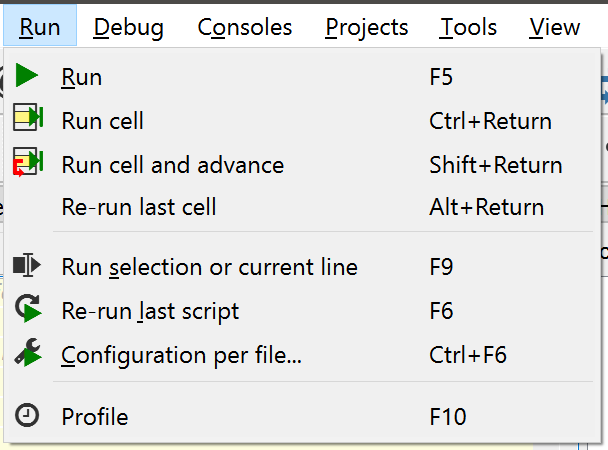 Run Debug Consoles Projects Tools View
Run F5
Run cell Ctrl+Return
Run cell and advance Shift+Return
Re-run last cell Alt+Return
Run selection or current line F9
Re-run last script F6
Configuration per file... Ctrl+F6
Profile F10